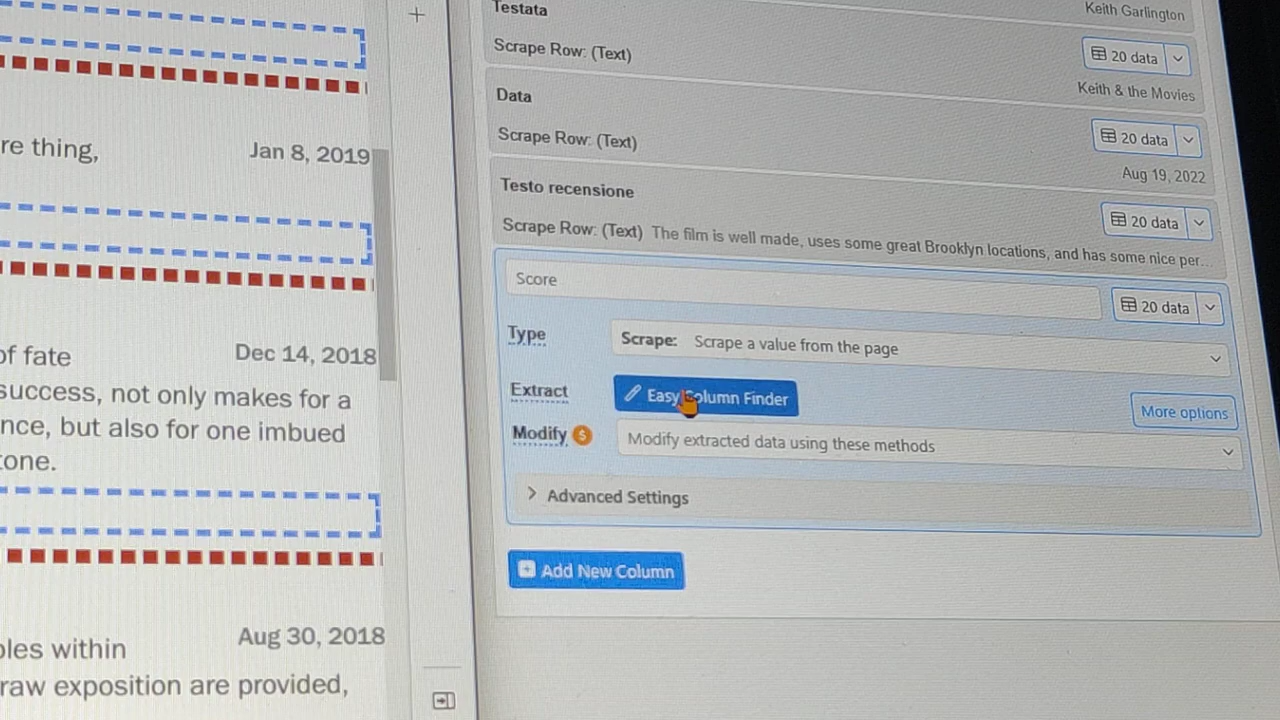 re thing,
Jan 8, 2019
of fate
Dec 14, 2018
success, not only makes for a
nce, but also for one imbued
tone.
Aug 30, 2018
ples within
raw exposition are provided,
Testata
Keith Garlington
Scrape Row: (Text)
20 data
Keith & the Movies
Data
Scrape Row: (Text)
20 data
Aug 19, 2022
Testo recensione
20 data
Scrape Row: (Text) The film is well made, uses some great Brooklyn locations, and has some nice per...
Score
20 data
Type
Scrape: Scrape a value from the page
Extract
Easy Column Finder
More options
Modify $
Modify extracted data using these methods
Advanced Settings
Add New Column